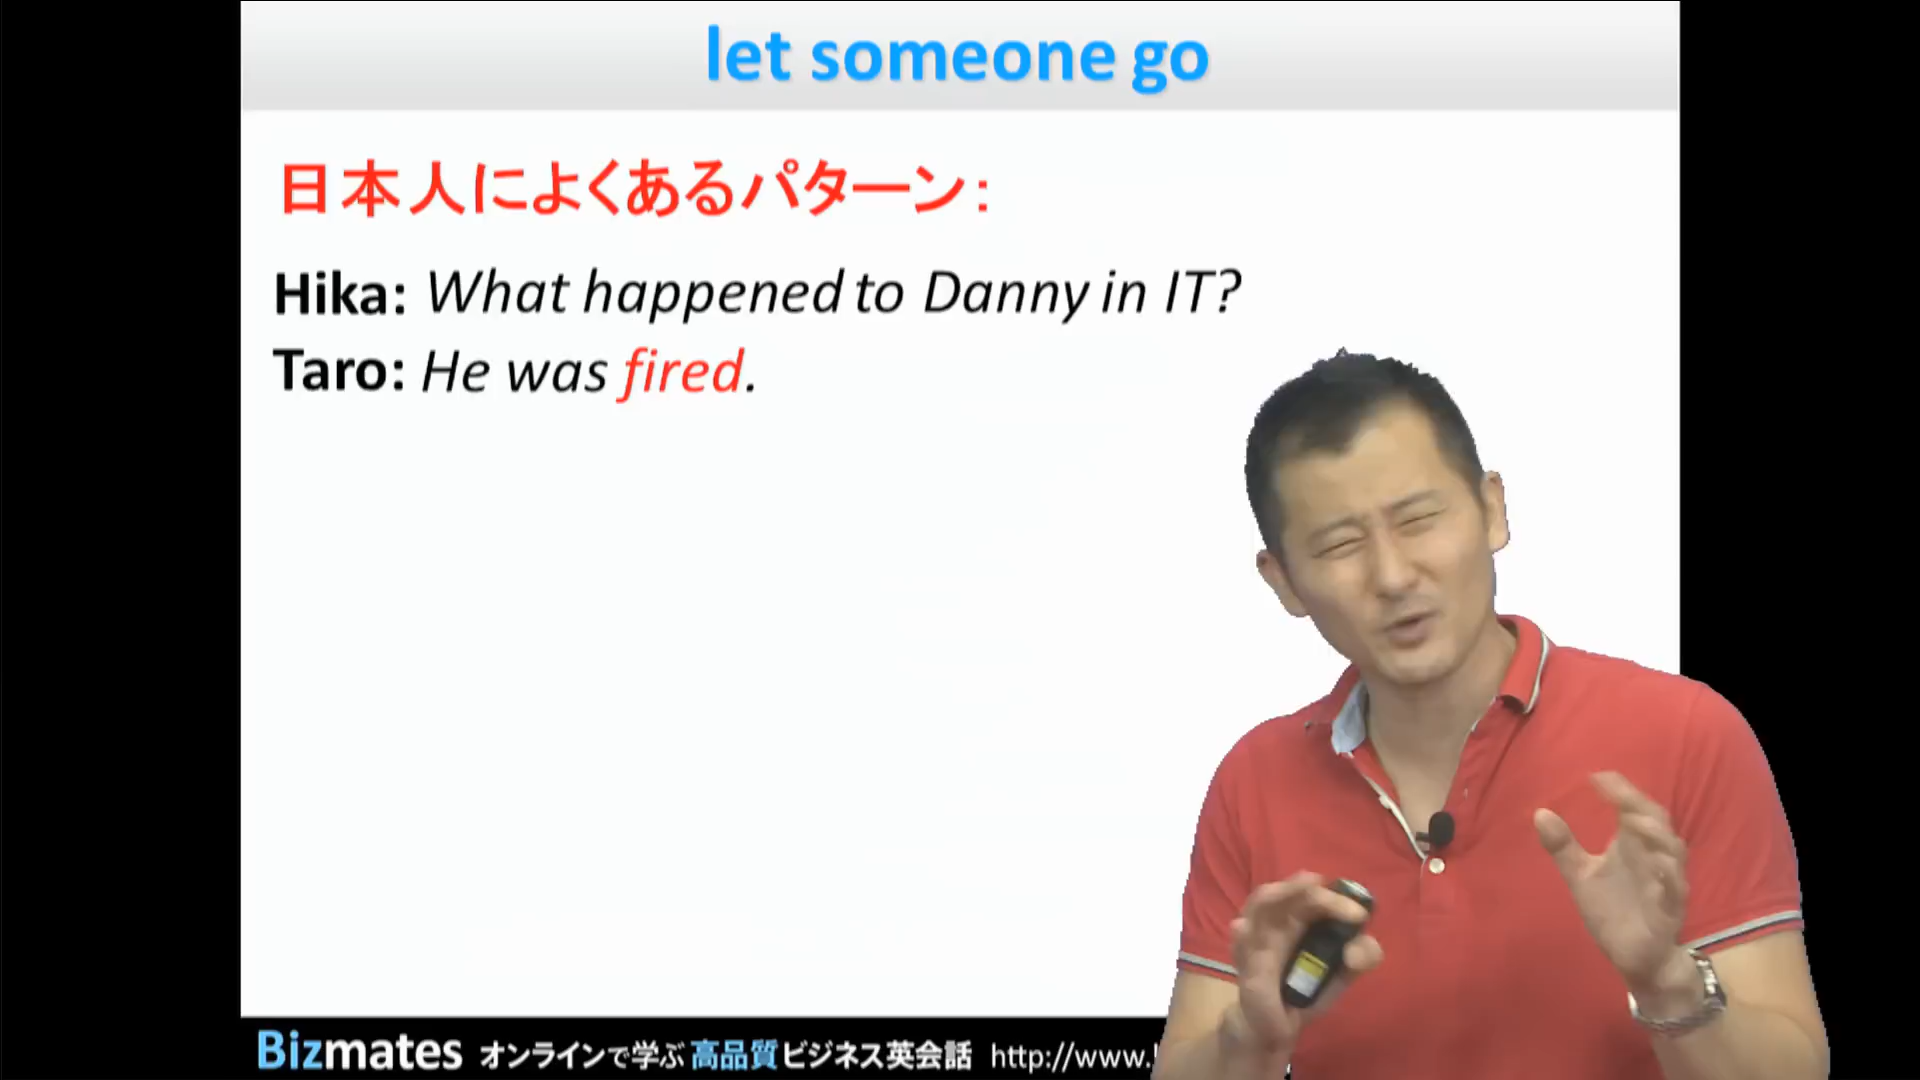 let someone go
日本人によくあるパターン：
Hika: What happened to Danny in IT?
Taro: He was fired.
Bizmates オンラインで学ぶ 高品質ビジネス英会話 http://www.